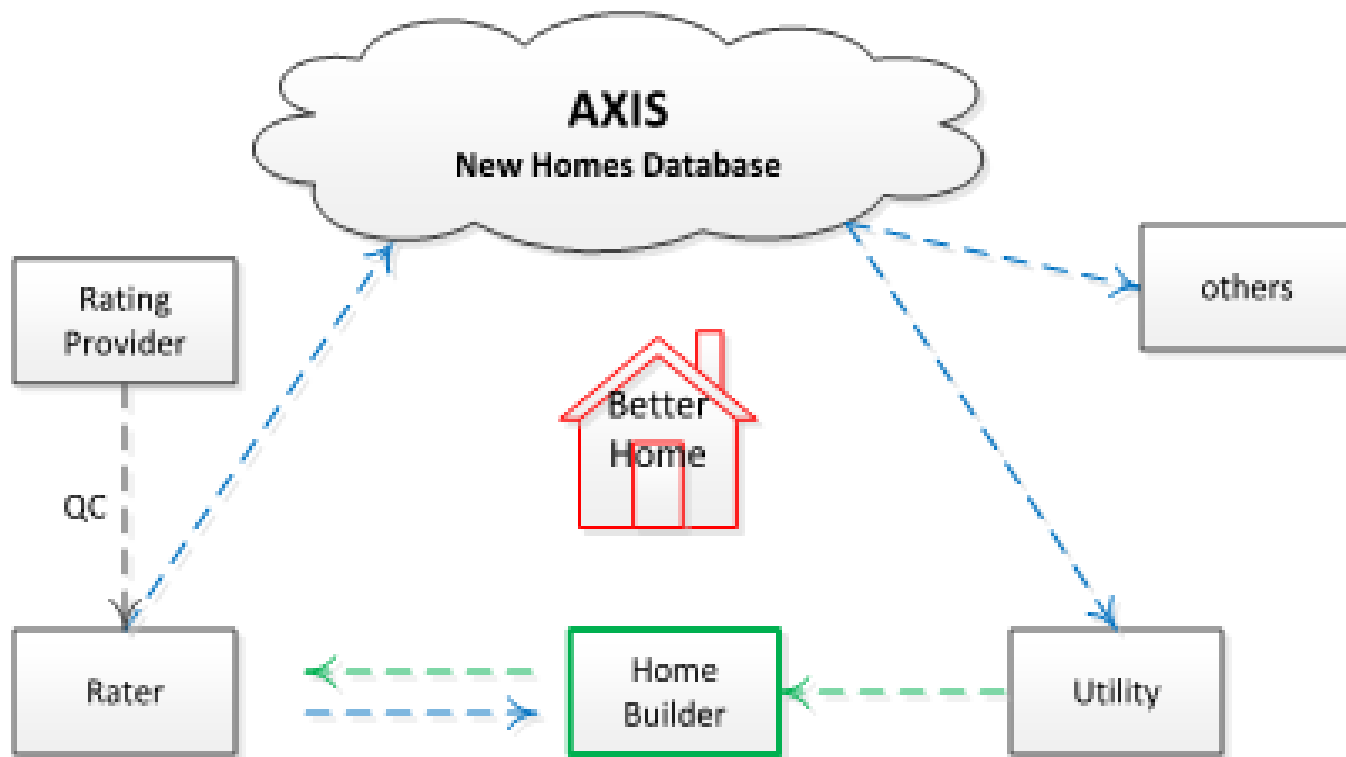 AXIS
New Homes Database
Rating
Provider
others
Better
Home
QC
Rater
Home
Builder
Utility